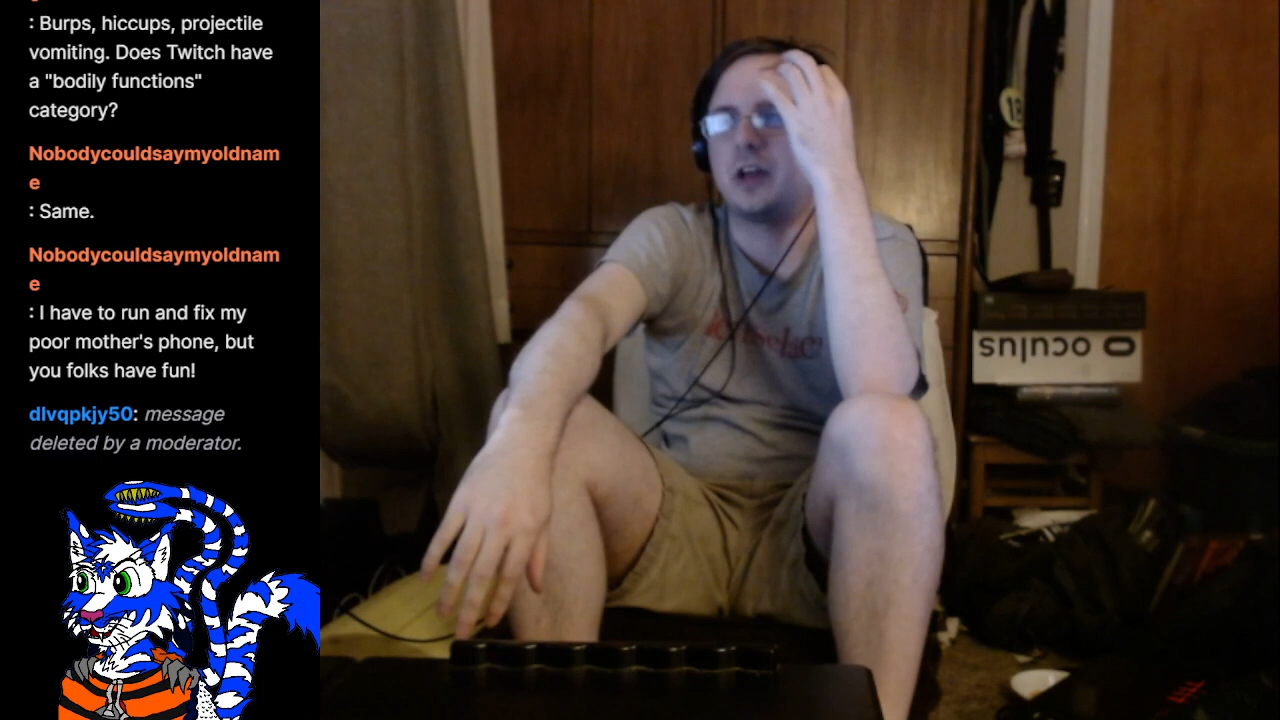 : Burps, hiccups, projectile
vomiting. Does Twitch have
a "bodily functions"
category?
Nobodycouldsaymyoldnam
e
: Same.
Nobodycouldsaymyoldnam
e
: I have to run and fix my
poor mother's phone, but
you folks have fun!
dlvqpkjy50: message
deleted by a moderator.
18
oculus